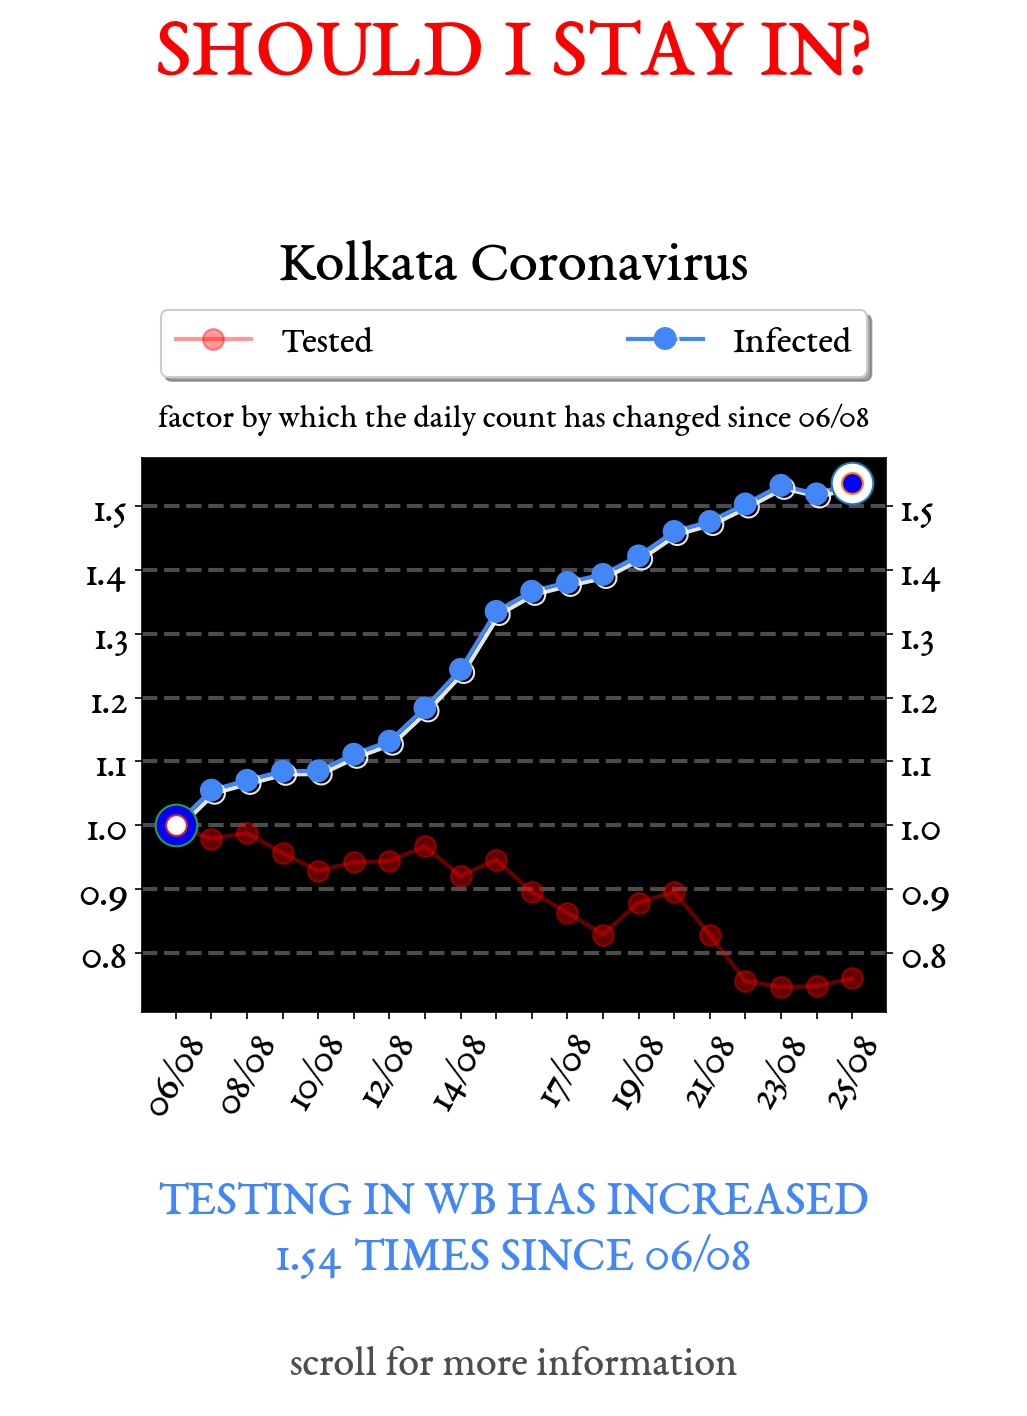 SHOULD I STAY IN?
Kolkata Coronavirus
Tested Infected
factor by which the daily count has changed since 06/08
1.5 1.5
1.4 1.4
1.3 1.3
1.2 1.2
1.1 1.1
1.0 1.0
0.9 0.9
0.8 0.8
06/08 08/08 10/08 12/08 14/08 17/08 19/08 21/08 23/08 25/08
TESTING IN WB HAS INCREASED
1.54 TIMES SINCE 06/08
scroll for more information